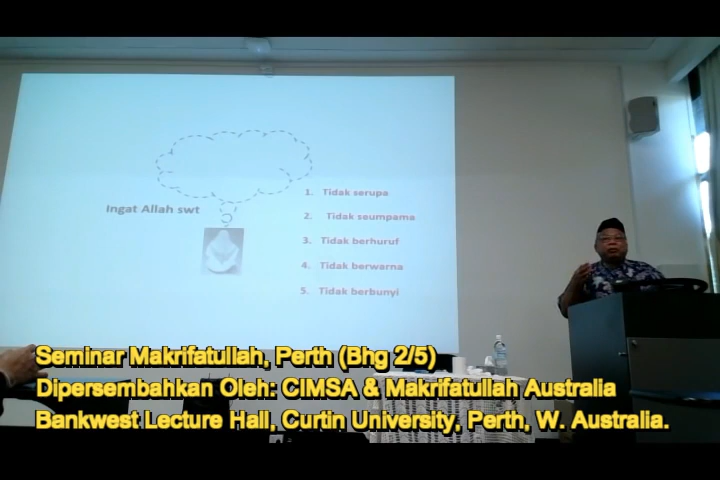 Ingat Allah swt
1. Tidak serupa
2. Tidak seumpama
3. Tidak berhuruf
4. Tidak berwarna
5. Tidak berbunyi
Seminar Makrifatullah, Perth (Bhg 2/5)
Dipersembahkan Oleh: CIMSA & Makrifatullah Australia
Bankwest Lecture Hall, Curtin University, Perth, W. Australia.